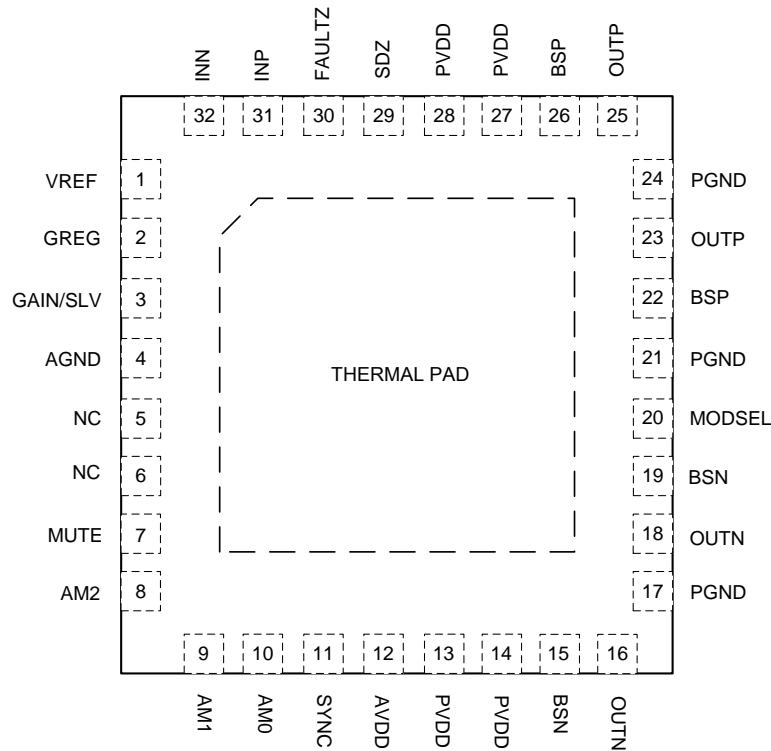 INN
INP
FAULTZ
SDZ
PVDD
PVDD
BSP
OUTP
32 31 30 29 28 27 26 25
VREF 1
GREG 2
GAIN/SLV 3
AGND 4
NC 5
NC 6
MUTE 7
AM2 8
THERMAL PAD
24 PGND
23 OUTP
22 BSP
21 PGND
20 MODSEL
19 BSN
18 OUTN
17 PGND
9 10 11 12 13 14 15 16
AM1
AM0
SYNC
AVDD
PVDD
PVDD
BSN
OUTN